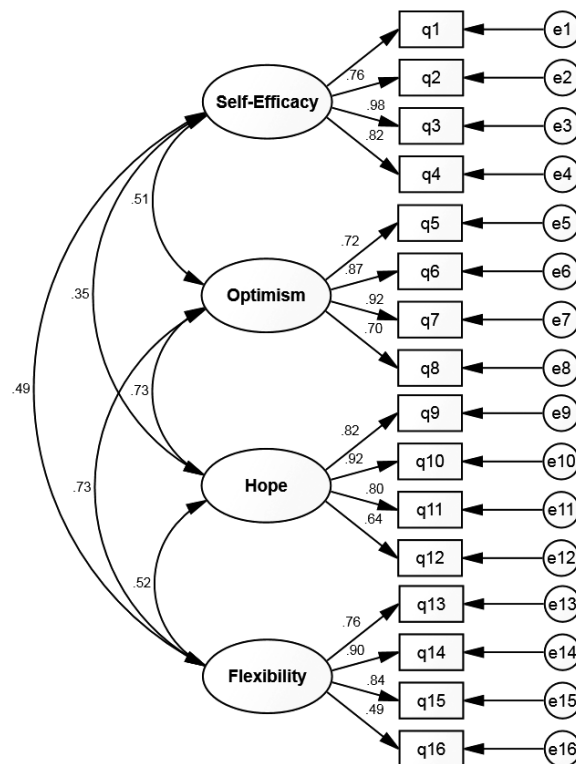 q1
e1
.76
q2
e2
Self-Efficacy
.98
q3
e3
.82
q4
e4
.51
.72
q5
e5
.87
q6
e6
.35
Optimism
.92
q7
e7
.70
q8
e8
.49
.73
.82
q9
e9
.92
q10
e10
.73
Hope
.80
q11
e11
.64
q12
e12
.52
.76
q13
e13
.90
q14
e14
Flexibility
.84
q15
e15
.49
q16
e16